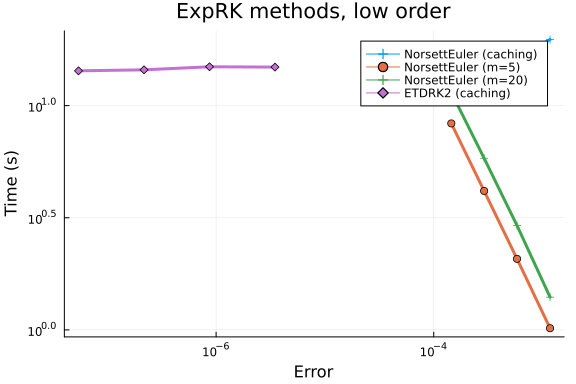 ExpRK methods, low order
NorsettEuler (caching)
NorsettEuler (m=5)
NorsettEuler (m=20)
ETDRK2 (caching)
Time (s)
10^1.0
10^0.5
10^0.0
10^-6
10^-4
Error